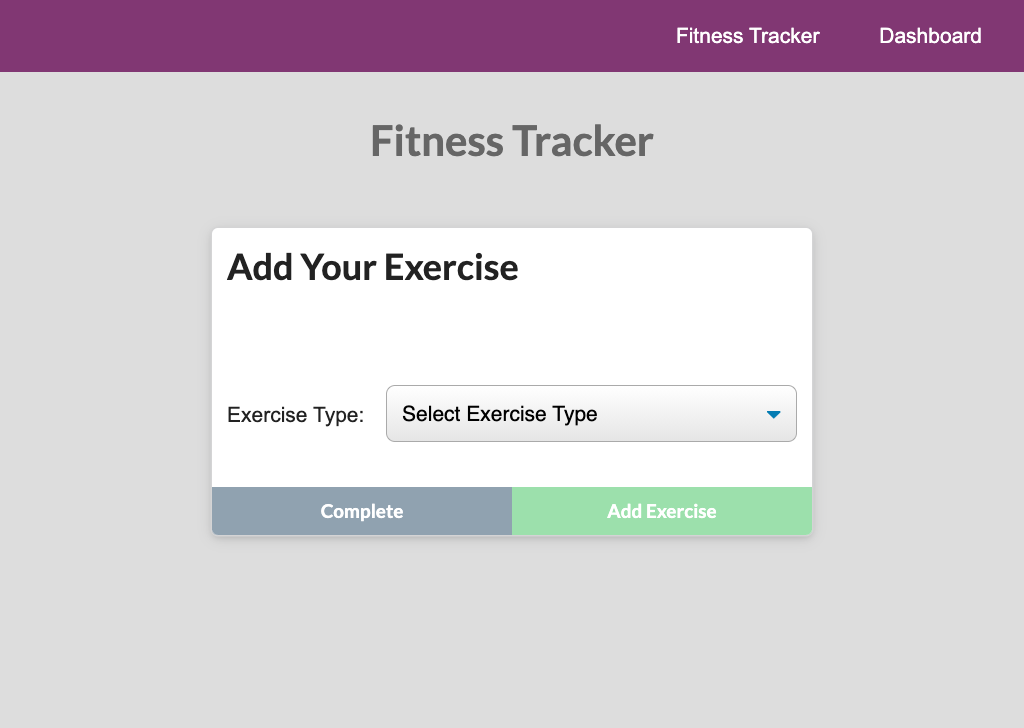 Fitness Tracker Dashboard
Fitness Tracker
Add Your Exercise
Exercise Type: Select Exercise Type
Complete Add Exercise